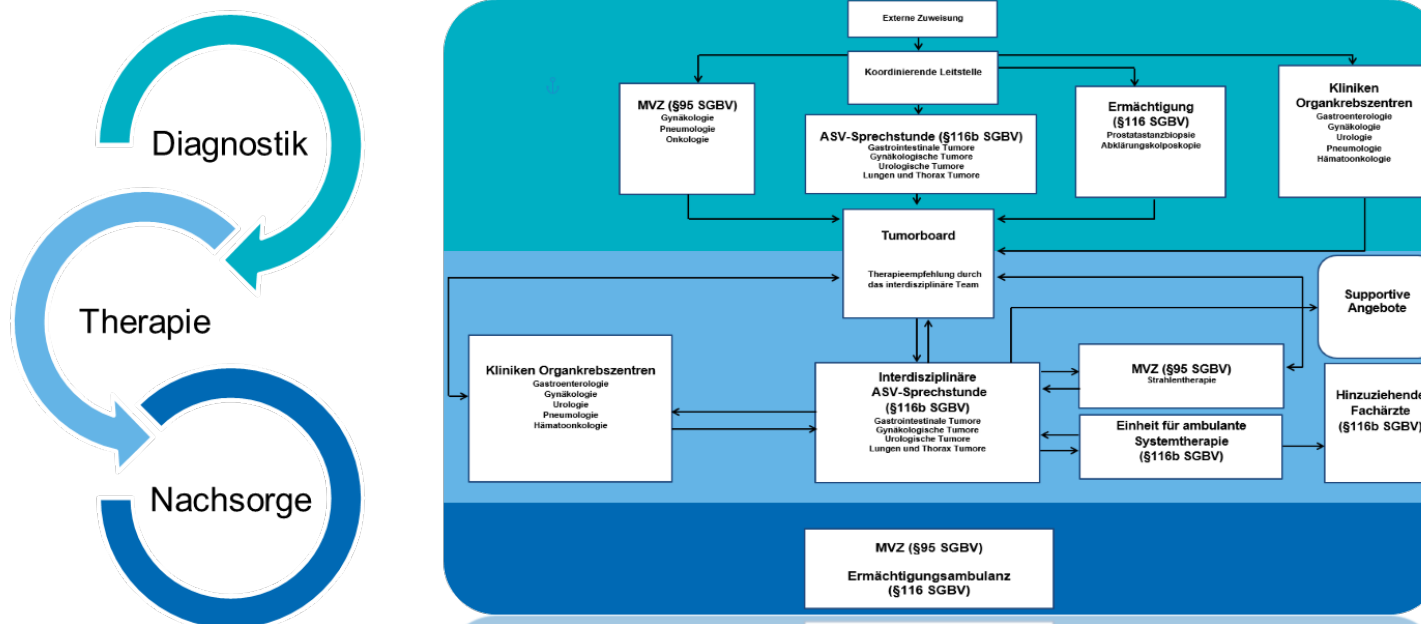 Diagnostik
Therapie
Nachsorge
Externe Zuweisung
Koordinierende Leitstelle
MVZ (§95 SGBV)
Gynäkologie
Pneumologie
Onkologie
ASV-Sprechstunde (§116b SGBV)
Gastrointestinale Tumore
Gynäkologische Tumore
Urologische Tumore
Lungen und Thorax Tumore
Ermächtigung
(§116 SGBV)
Prostatastanzbiopsie
Abklärungskolposkopie
Kliniken
Organkrebszentren
Gastroenterologie
Gynäkologie
Urologie
Pneumologie
Hämatoonkologie
Tumorboard
Therapieempfehlung durch
das interdisziplinäre Team
Supportive
Angebote
Kliniken Organkrebszentren
Gastroenterologie
Gynäkologie
Urologie
Pneumologie
Hämatoonkologie
Interdisziplinäre
ASV-Sprechstunde
(§116b SGBV)
Gastrointestinale Tumore
Gynäkologische Tumore
Urologische Tumore
Lungen und Thorax Tumore
MVZ (§95 SGBV)
Strahlentherapie
Einheit für ambulante
Systemtherapie
(§116b SGBV)
Hinzuziehende
Fachärzte
(§116b SGBV)
MVZ (§95 SGBV)
Ermächtigungsambulanz
(§116 SGBV)